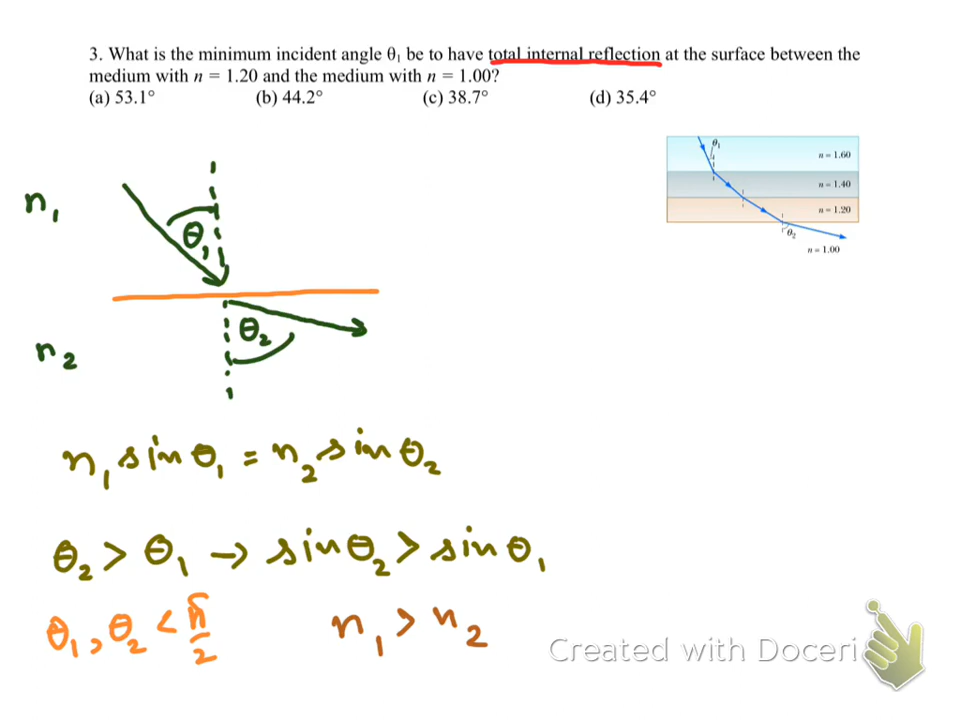 3. What is the minimum incident angle θ₁ be to have total internal reflection at the surface between the
medium with n = 1.20 and the medium with n = 1.00?
(a) 53.1° (b) 44.2° (c) 38.7° (d) 35.4°
θ₁
n = 1.60
n = 1.40
n = 1.20
θ₂
n = 1.00
n₁
θ₁
θ₂
n₂
n₁ sin θ₁ = n₂ sin θ₂
θ₂ > θ₁ → sin θ₂ > sin θ₁
θ₁, θ₂ < π/2 n₁ > n₂
Created with Doceri